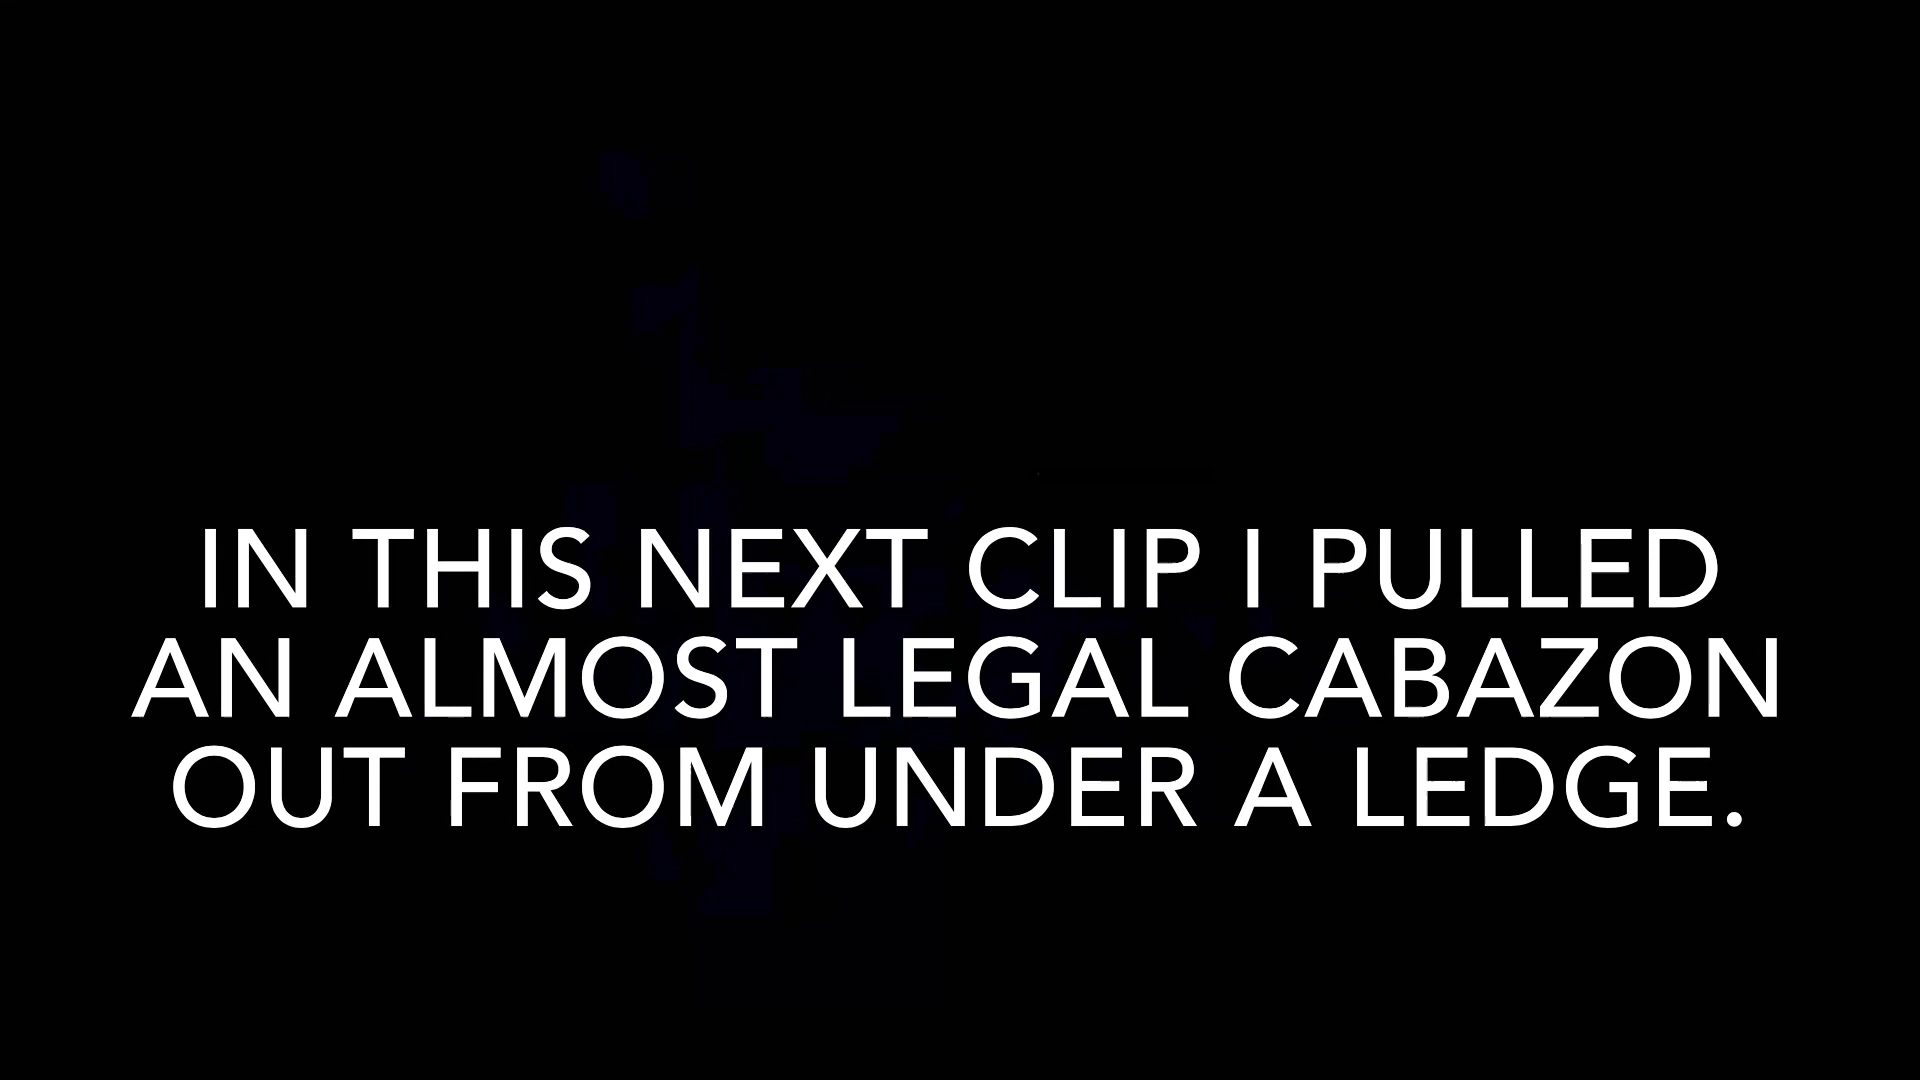 IN THIS NEXT CLIP I PULLED
AN ALMOST LEGAL CABAZON
OUT FROM UNDER A LEDGE.